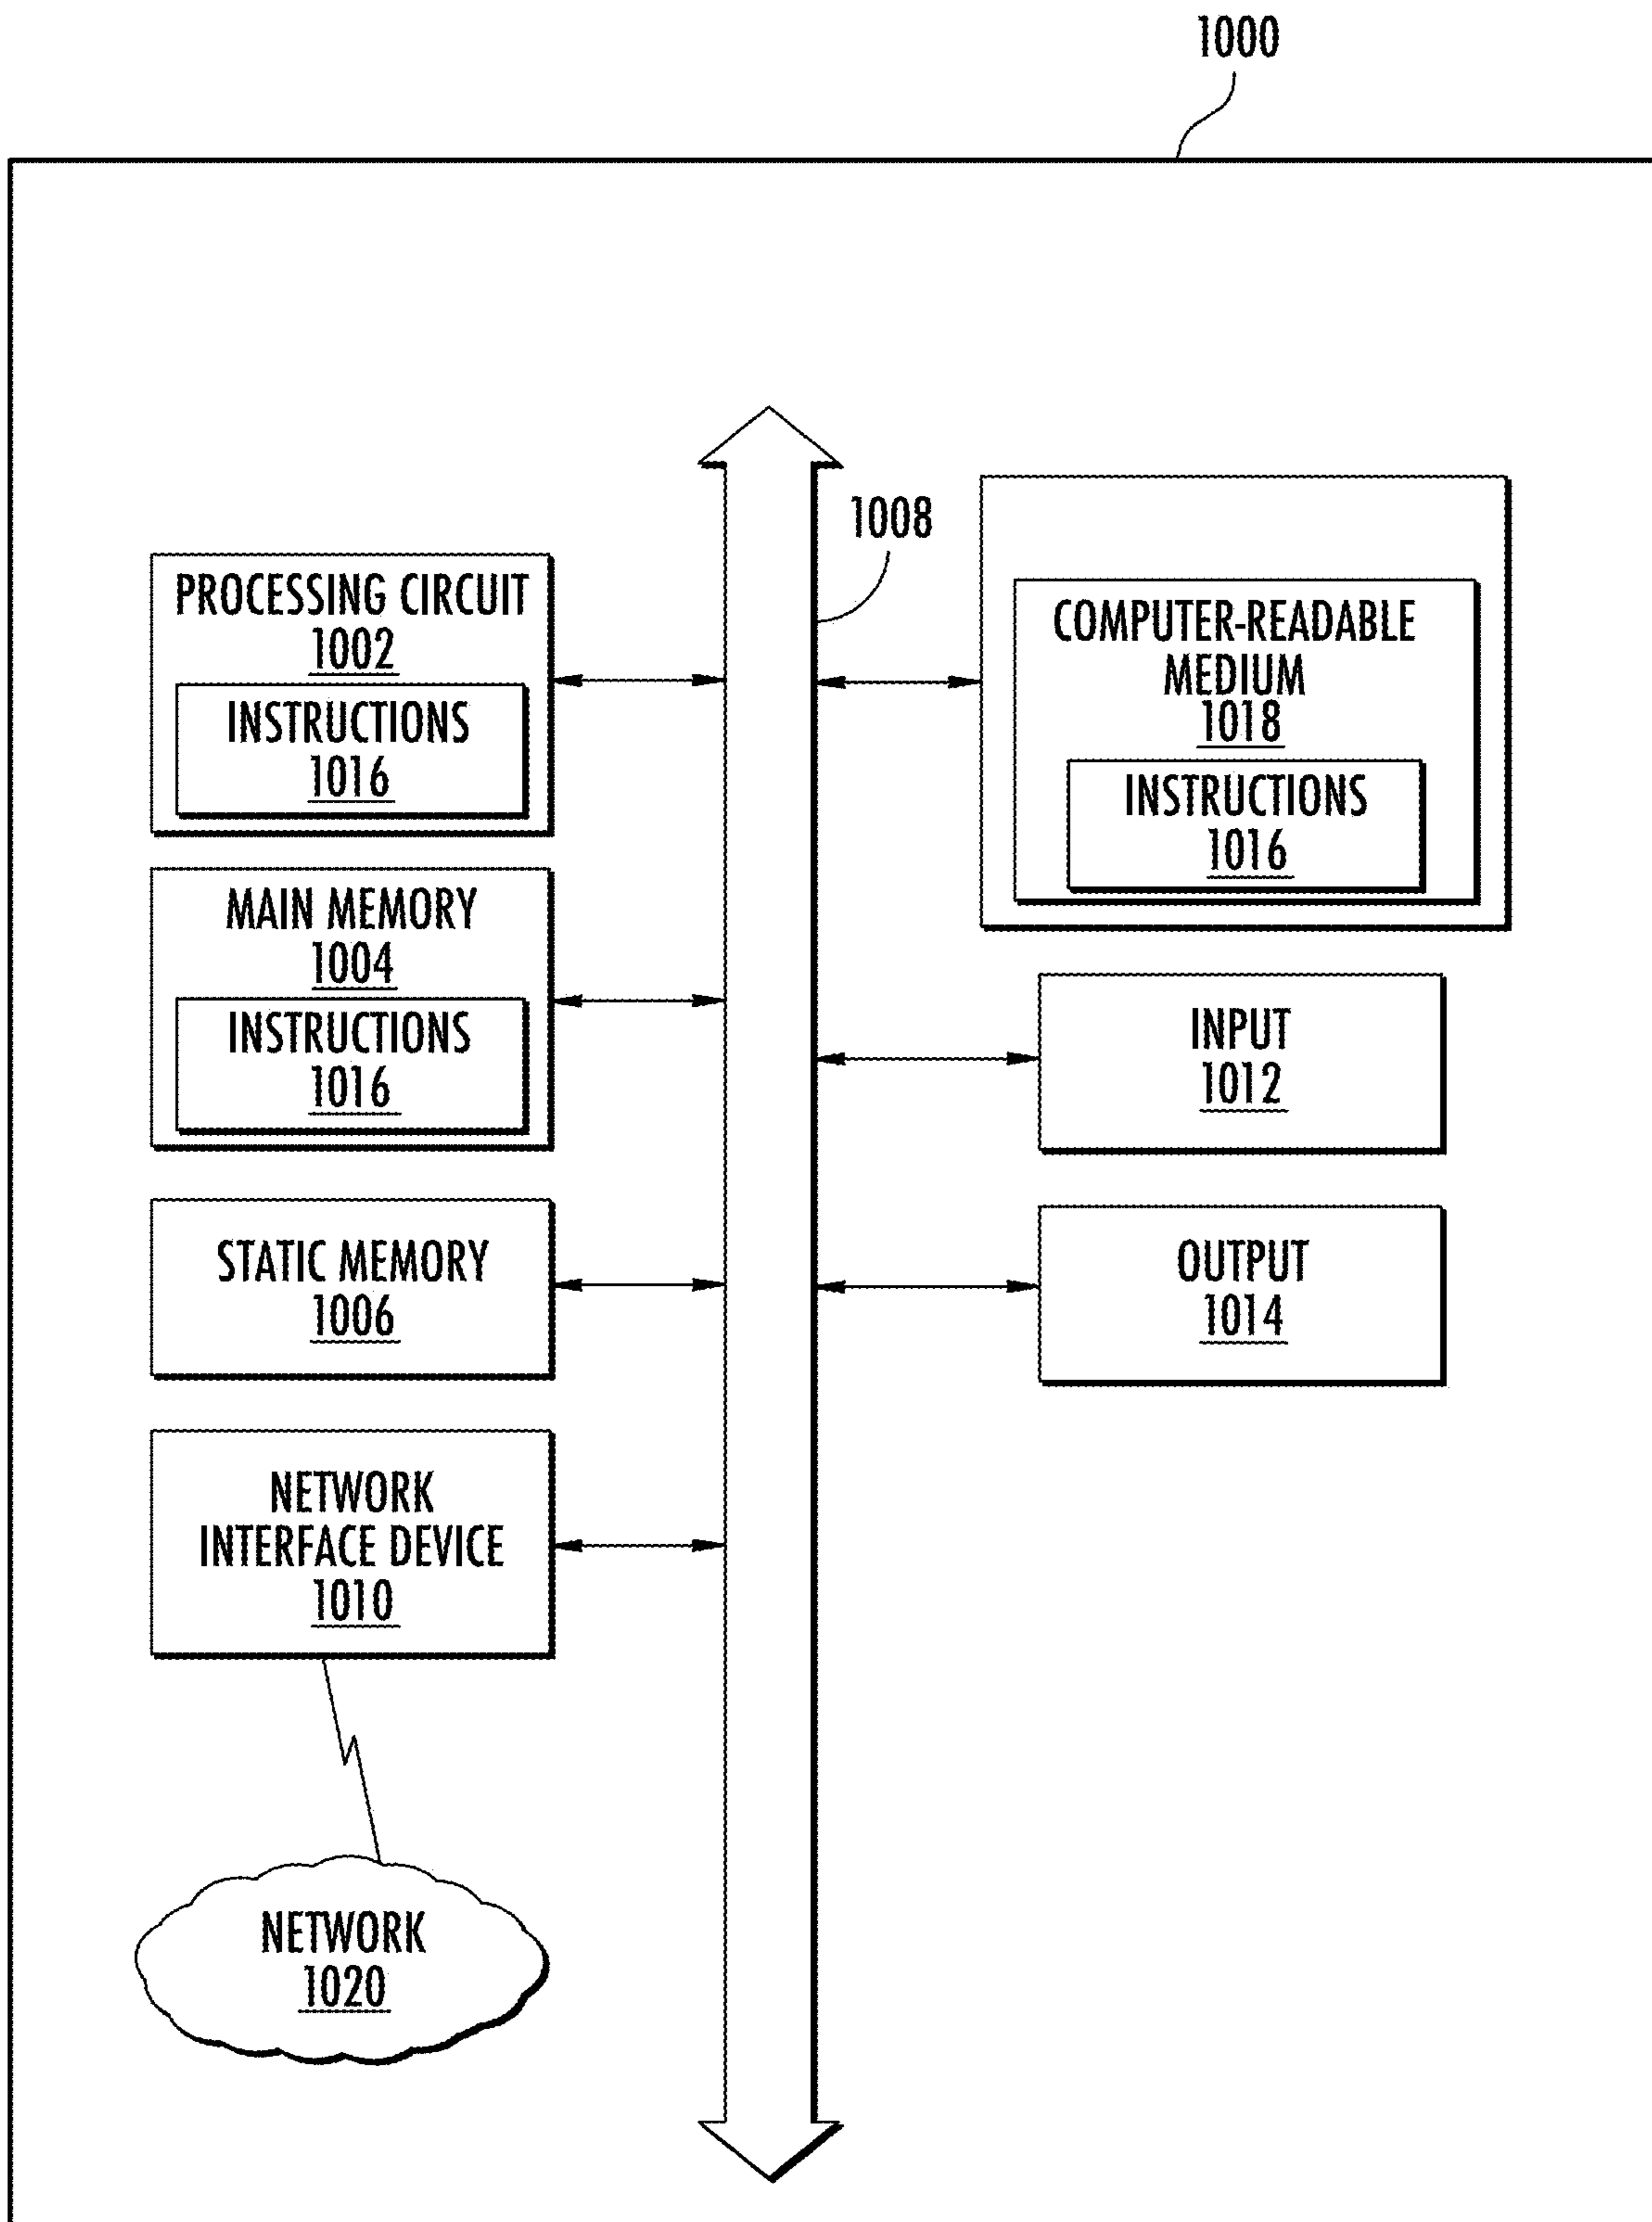 1000
1008
PROCESSING CIRCUIT
1002
INSTRUCTIONS
1016
MAIN MEMORY
1004
INSTRUCTIONS
1016
STATIC MEMORY
1006
NETWORK
INTERFACE DEVICE
1010
NETWORK
1020
COMPUTER-READABLE
MEDIUM
1018
INSTRUCTIONS
1016
INPUT
1012
OUTPUT
1014